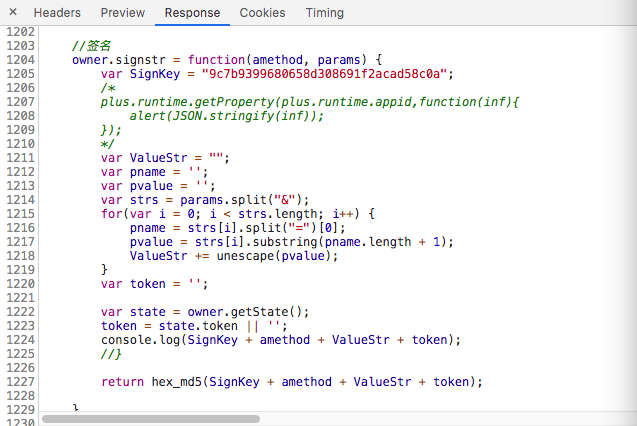 × Headers Preview Response Cookies Timing
1202
1203 //签名
1204 owner.signstr = function(amethod, params) {
1205 var SignKey = "9c7b9399680658d308691f2acad58c0a";
1206 /*
1207 plus.runtime.getProperty(plus.runtime.appid,function(inf){
1208 alert(JSON.stringify(inf));
1209 });
1210 */
1211 var ValueStr = "";
1212 var pname = '';
1213 var pvalue = '';
1214 var strs = params.split("&");
1215 for(var i = 0; i < strs.length; i++) {
1216 pname = strs[i].split("=")[0];
1217 pvalue = strs[i].substring(pname.length + 1);
1218 ValueStr += unescape(pvalue);
1219 }
1220 var token = '';
1221
1222 var state = owner.getState();
1223 token = state.token || '';
1224 console.log(SignKey + amethod + ValueStr + token);
1225 //}
1226
1227 return hex_md5(SignKey + amethod + ValueStr + token);
1228
1229 }
1230